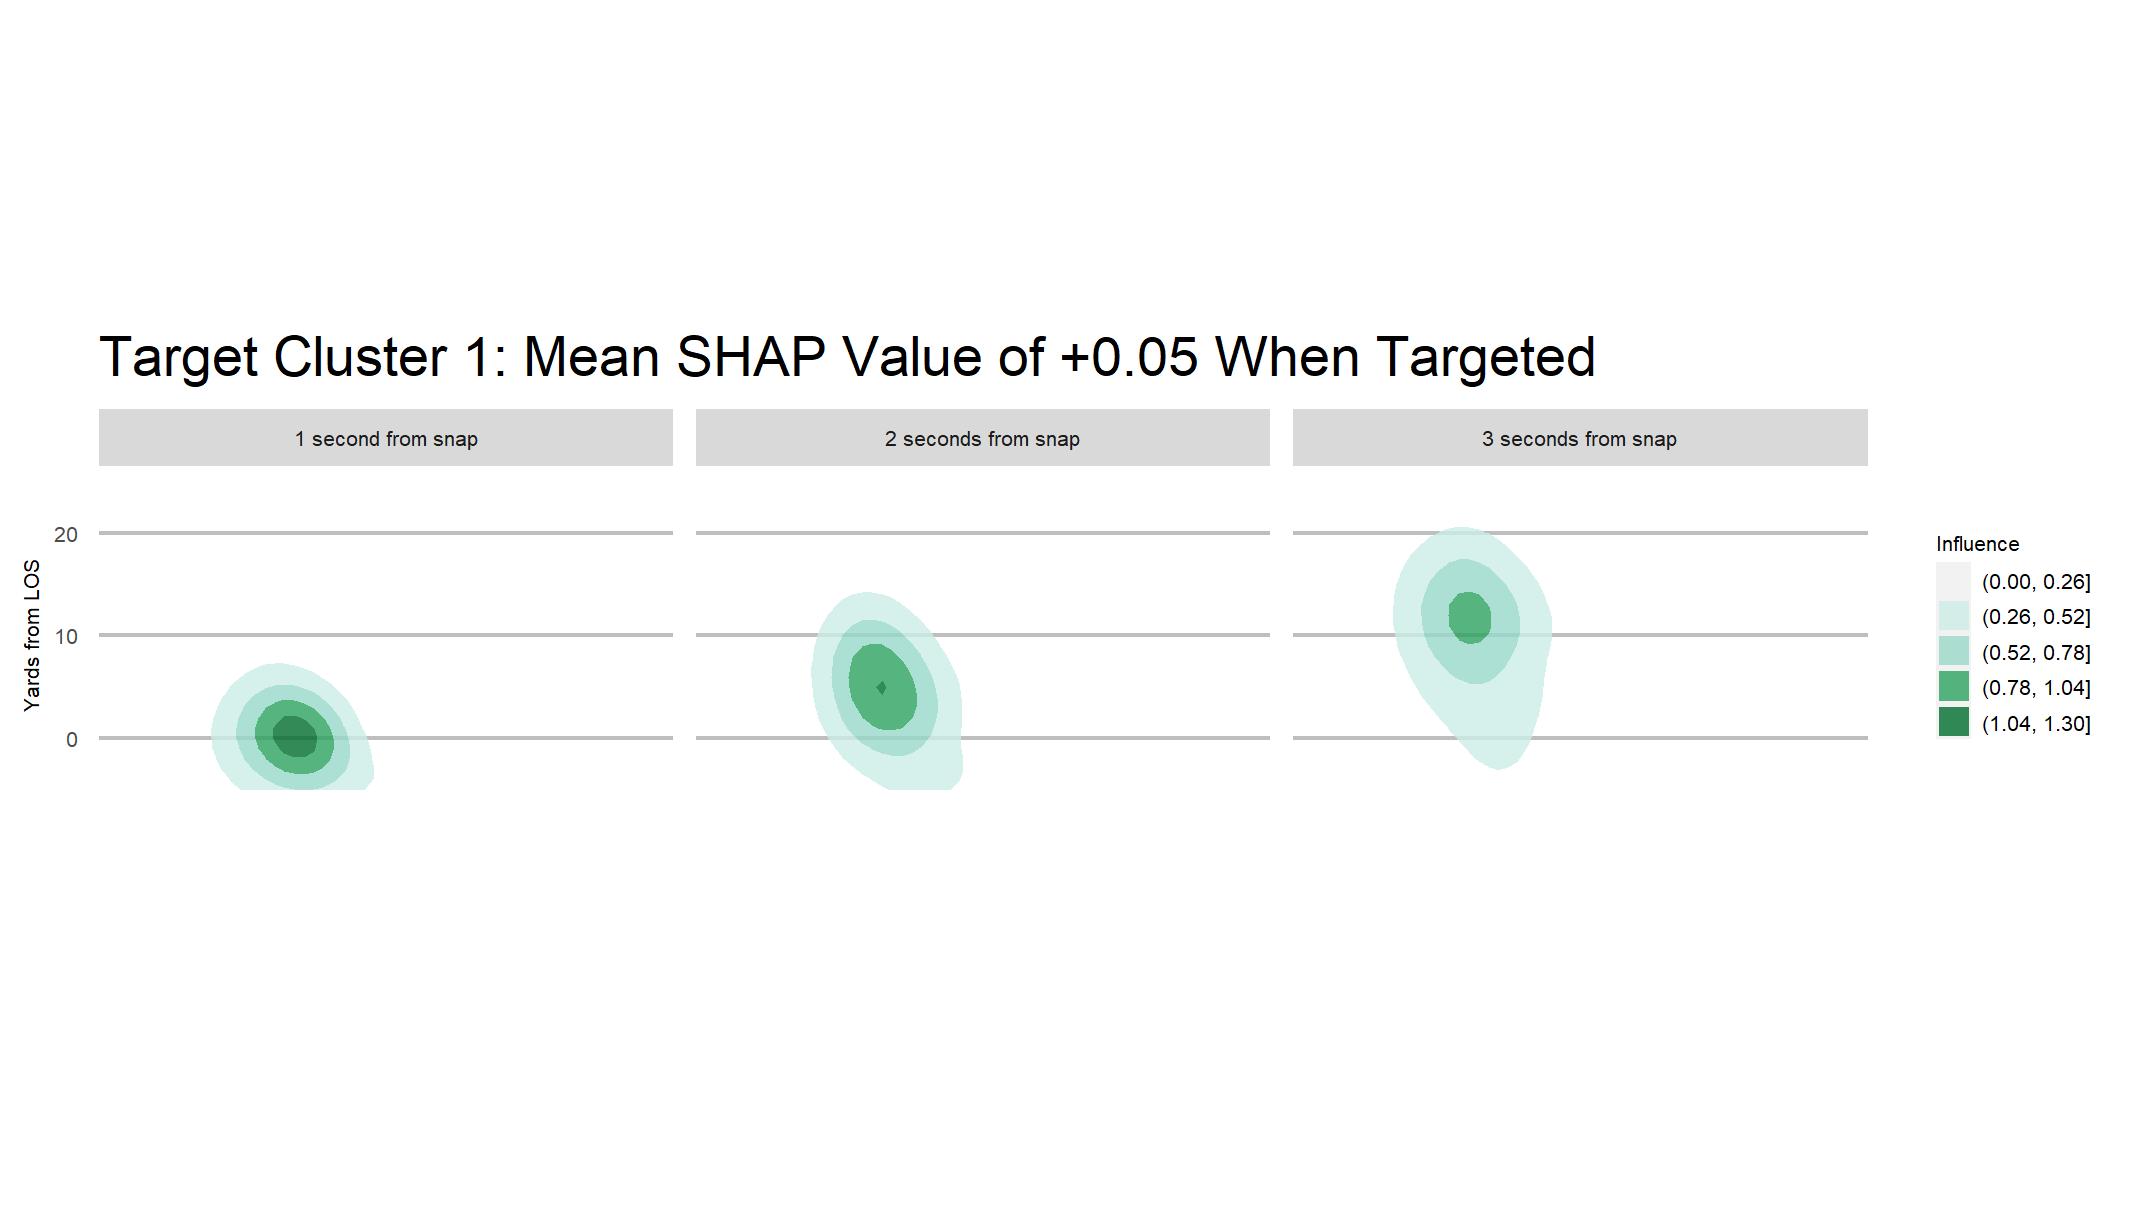 Target Cluster 1: Mean SHAP Value of +0.05 When Targeted
1 second from snap
2 seconds from snap
3 seconds from snap
Yards from LOS
20
10
0
Influence
(0.00, 0.26]
(0.26, 0.52]
(0.52, 0.78]
(0.78, 1.04]
(1.04, 1.30]